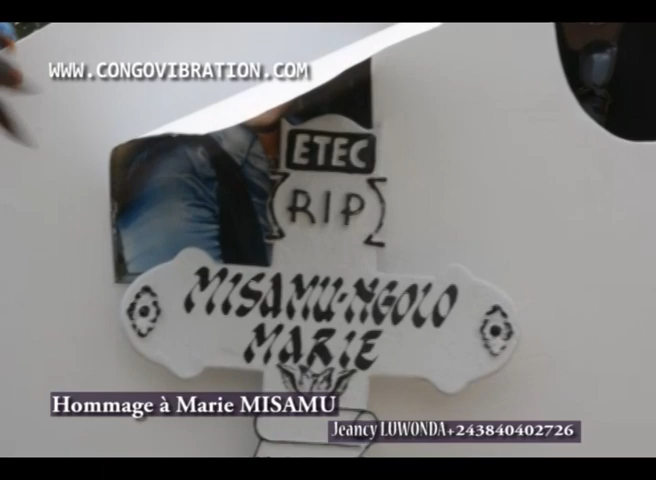 WWW.CONGOVIBRATION.COM
ETEC
RIP
MISAMU-NGOLO
MARIE
Hommage à Marie MISAMU
Jeancy LUWONDA+243840402726